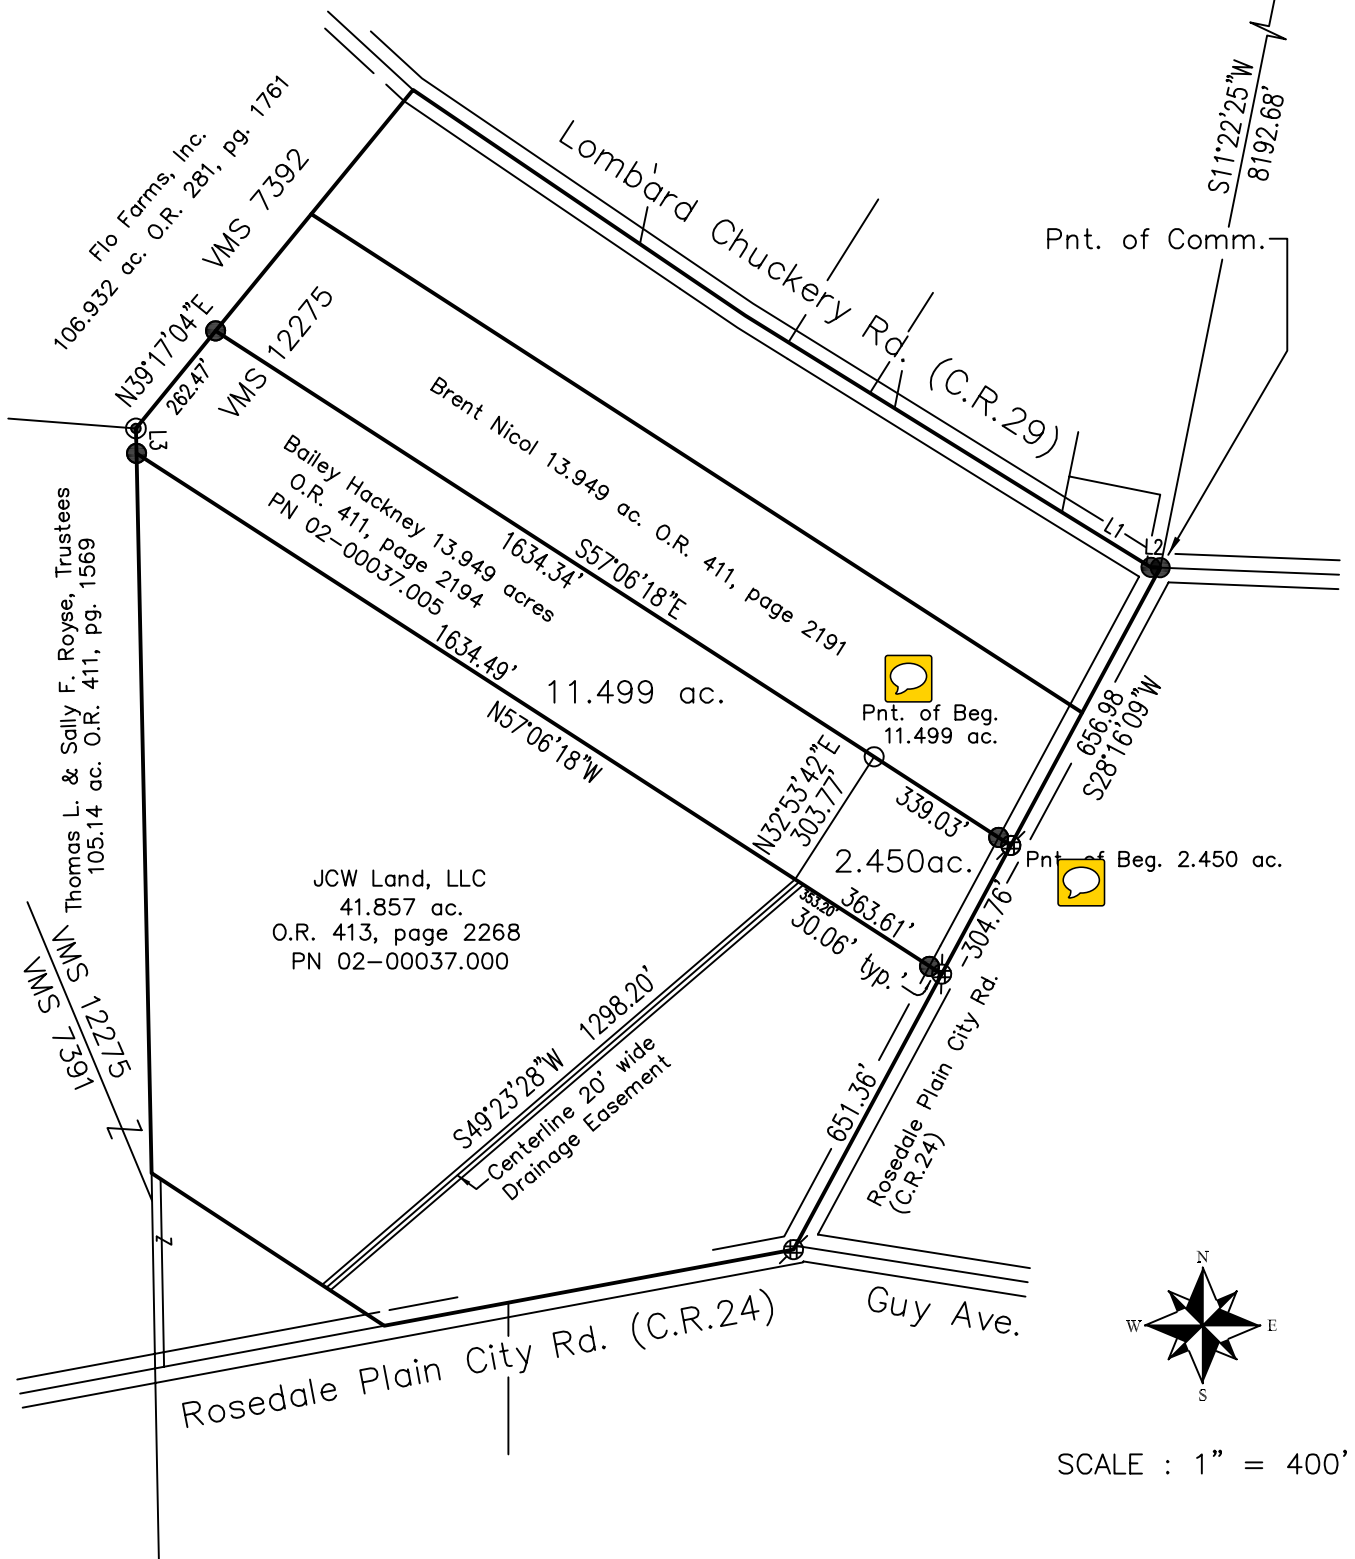 Flo Farms, Inc.
106.932 ac. O.R. 281, pg. 1761
VMS 7392
VMS 12275
N39°17'04"E
262.47'
L3
Lombard Chuckery Rd. (C.R.29)
S11°22'25"W
8192.68'
Pnt. of Comm.
L1
L2
Brent Nicol 13.949 ac. O.R. 411, page 2191
Bailey Hackney 13.949 acres
O.R. 411, page 2194
PN 02-00037.005
S57°06'18"E
1634.34'
1634.49'
N57°06'18"W
11.499 ac.
Pnt. of Beg.
11.499 ac.
656.98
S28°16'09"W
N32°53'42"E
303.77'
339.03'
2.450ac.
Pnt. of Beg. 2.450 ac.
363.61'
353.20'
30.06' typ.
304.76'
Thomas L. & Sally F. Royse, Trustees
105.14 ac. O.R. 411, pg. 1569
JCW Land, LLC
41.857 ac.
O.R. 413, page 2268
PN 02-00037.000
VMS 12275
VMS 7391
S49°23'28"W 1298.20'
Centerline 20' wide
Drainage Easement
651.36'
Rosedale Plain City Rd.
(C.R.24)
Rosedale Plain City Rd. (C.R.24)
Guy Ave.
N
W
E
S
SCALE : 1" = 400'